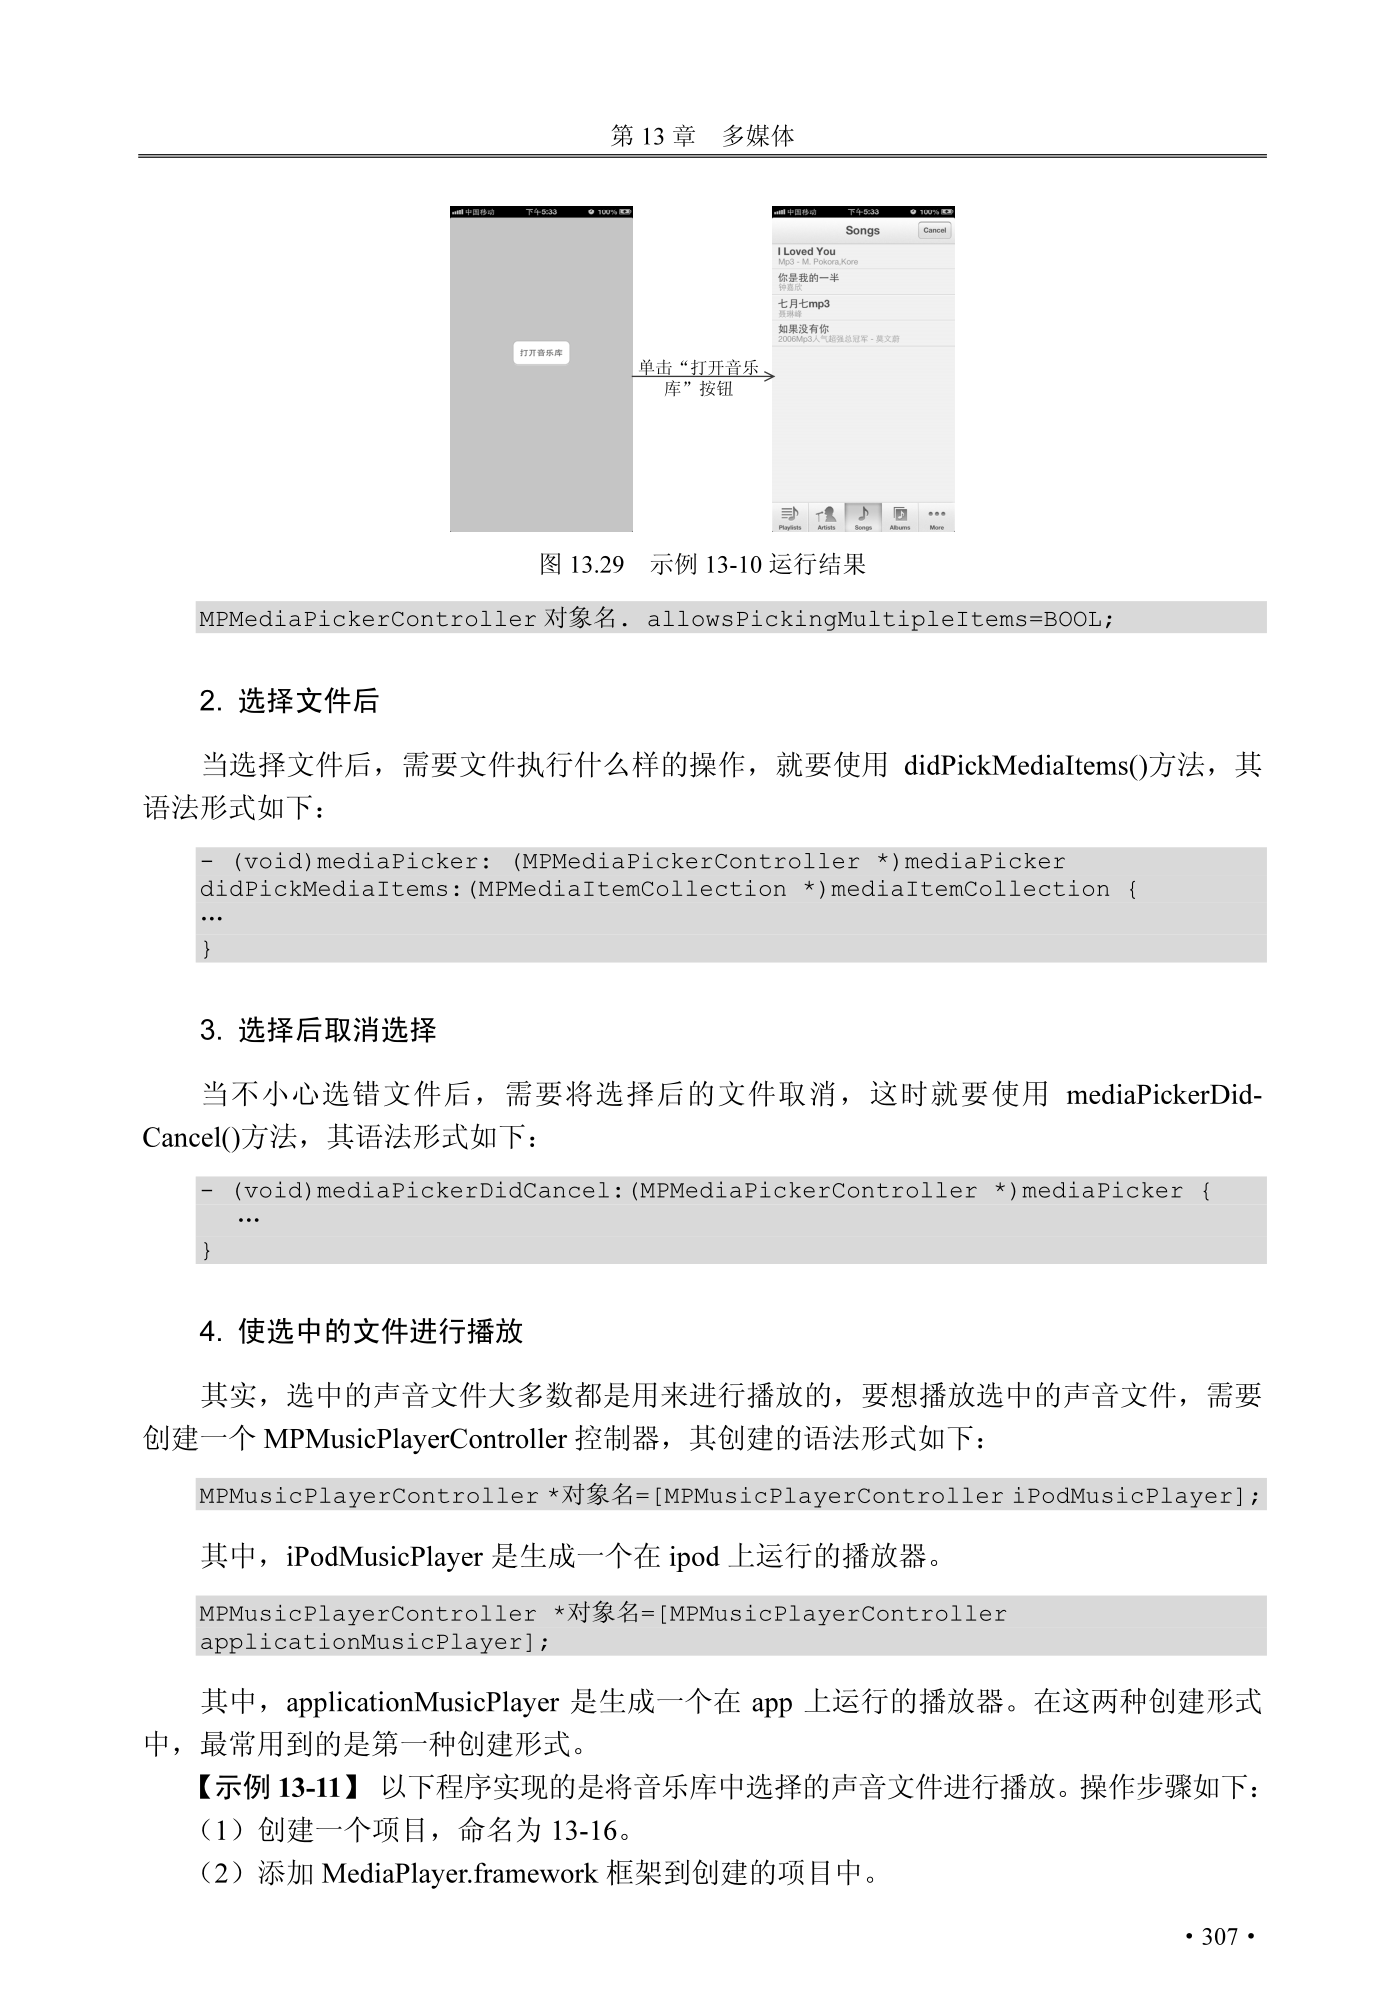 第 13 章　多媒体
中国移动 下午5:33 100%
打开音乐库
单击“打开音乐
库”按钮
中国移动 下午5:33 100%
Songs Cancel
I Loved You
Mp3 - M. Pokora,Kore
你是我的一半
钟嘉欣
七月七mp3
聂琳峰
如果没有你
2006Mp3人气超强总冠军 - 莫文蔚
Playlists Artists Songs Albums More
图 13.29　示例 13-10 运行结果
MPMediaPickerController 对象名. allowsPickingMultipleItems=BOOL;
2. 选择文件后
当选择文件后，需要文件执行什么样的操作，就要使用 didPickMediaItems()方法，其
语法形式如下：
- (void)mediaPicker: (MPMediaPickerController *)mediaPicker
didPickMediaItems:(MPMediaItemCollection *)mediaItemCollection {
…
}
3. 选择后取消选择
当不小心选错文件后，需要将选择后的文件取消，这时就要使用 mediaPickerDid-
Cancel()方法，其语法形式如下：
- (void)mediaPickerDidCancel:(MPMediaPickerController *)mediaPicker {
…
}
4. 使选中的文件进行播放
其实，选中的声音文件大多数都是用来进行播放的，要想播放选中的声音文件，需要
创建一个 MPMusicPlayerController 控制器，其创建的语法形式如下：
MPMusicPlayerController *对象名=[MPMusicPlayerController iPodMusicPlayer];
其中，iPodMusicPlayer 是生成一个在 ipod 上运行的播放器。
MPMusicPlayerController *对象名=[MPMusicPlayerController
applicationMusicPlayer];
其中，applicationMusicPlayer 是生成一个在 app 上运行的播放器。在这两种创建形式
中，最常用到的是第一种创建形式。
【示例 13-11】 以下程序实现的是将音乐库中选择的声音文件进行播放。操作步骤如下：
（1）创建一个项目，命名为 13-16。
（2）添加 MediaPlayer.framework 框架到创建的项目中。
• 307 •